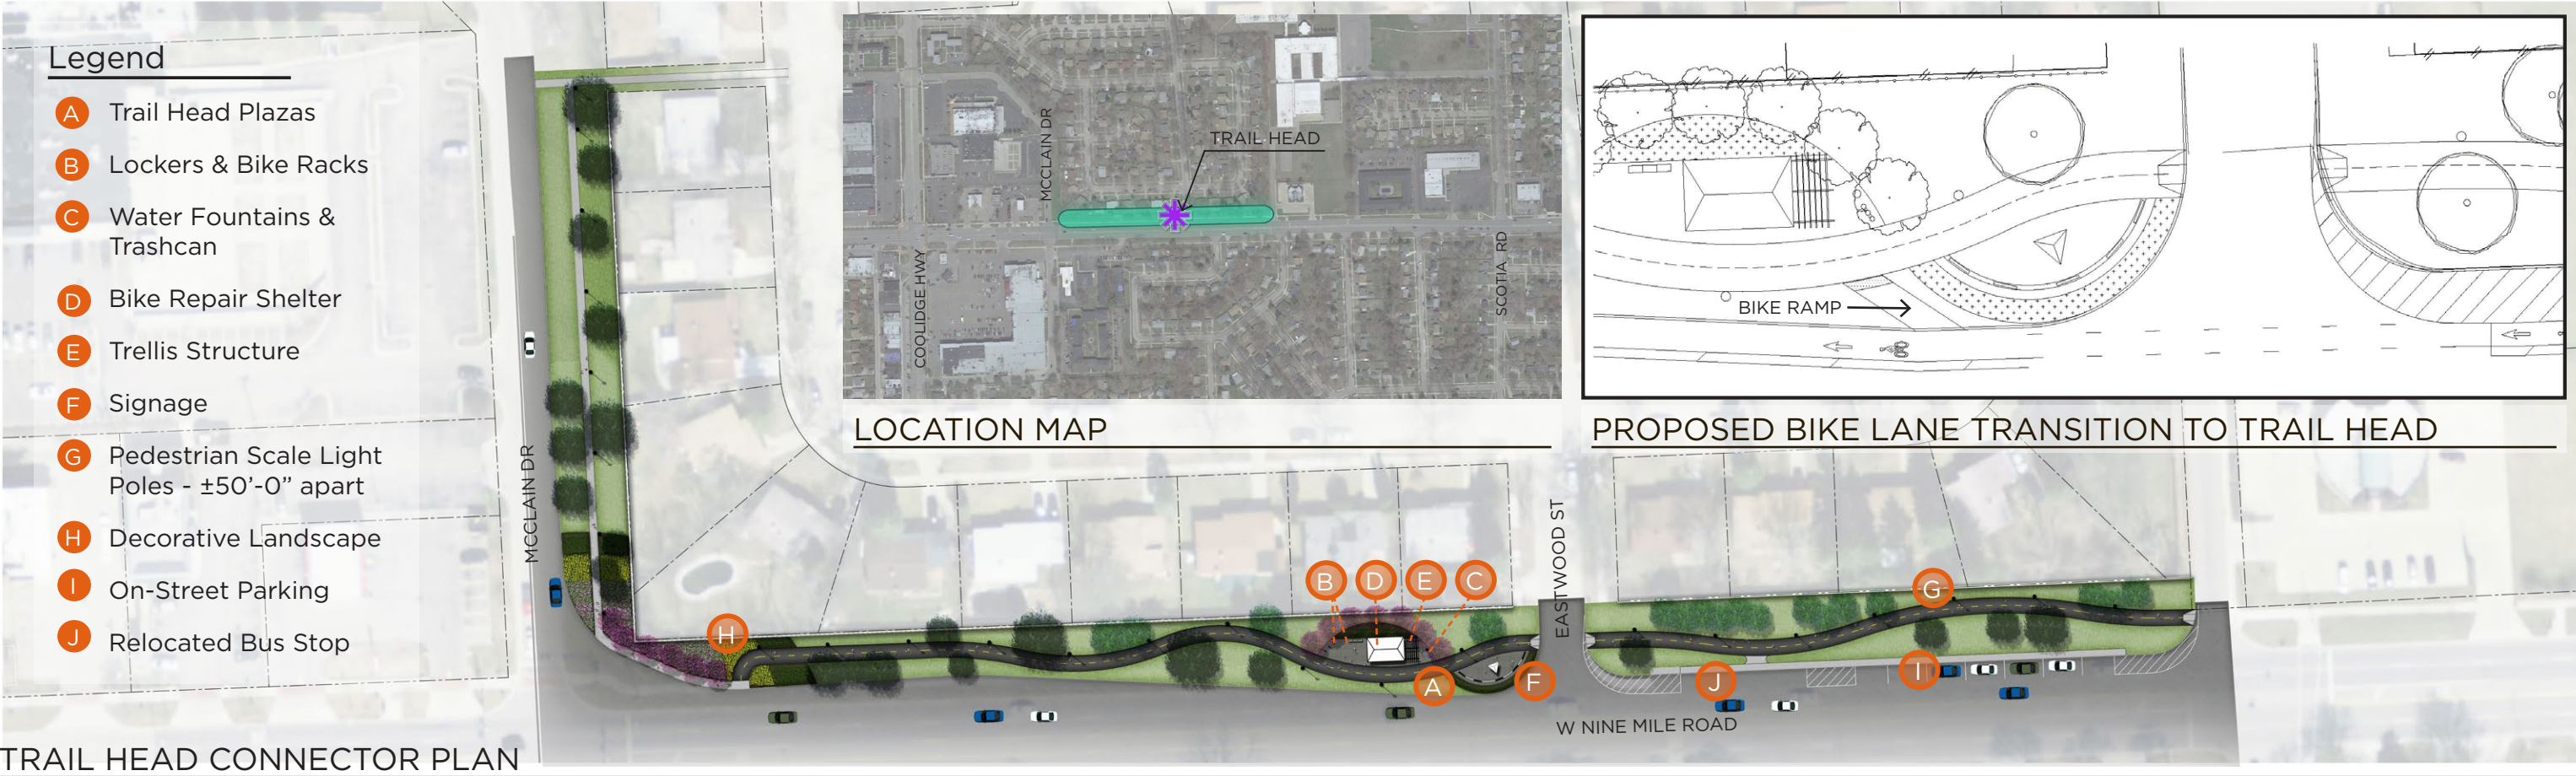 Legend
A Trail Head Plazas
B Lockers & Bike Racks
C Water Fountains &
Trashcan
D Bike Repair Shelter
E Trellis Structure
F Signage
G Pedestrian Scale Light
Poles - ±50'-0” apart
H Decorative Landscape
I On-Street Parking
J Relocated Bus Stop
MCCLAIN DR
TRAIL HEAD
COOLIDGE HWY
SCOTIA RD
LOCATION MAP
BIKE RAMP
PROPOSED BIKE LANE TRANSITION TO TRAIL HEAD
MCCLAIN DR
EASTWOOD ST
B D E C
G
H
A
F
J
I
W NINE MILE ROAD
TRAIL HEAD CONNECTOR PLAN